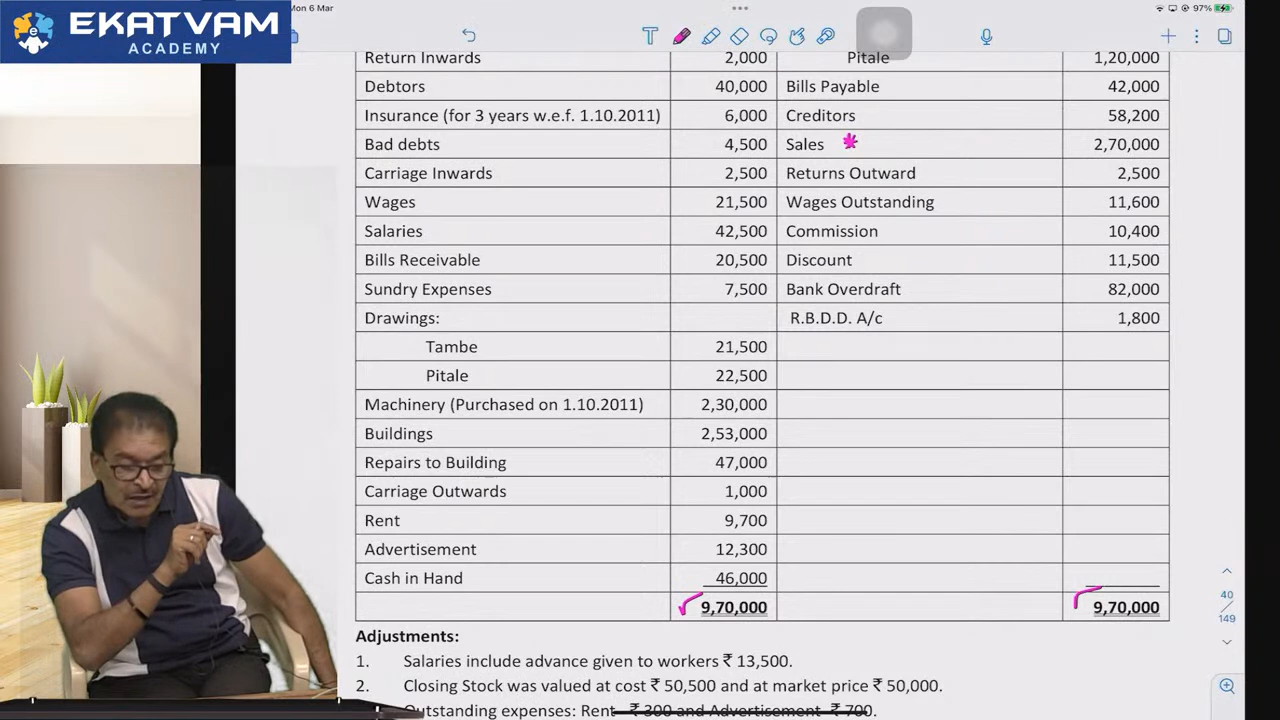 EKATVAM
ACADEMY
Mon 6 Mar
97%
Return Inwards 2,000 Pitale 1,20,000
Debtors 40,000 Bills Payable 42,000
Insurance (for 3 years w.e.f. 1.10.2011) 6,000 Creditors 58,200
Bad debts 4,500 Sales * 2,70,000
Carriage Inwards 2,500 Returns Outward 2,500
Wages 21,500 Wages Outstanding 11,600
Salaries 42,500 Commission 10,400
Bills Receivable 20,500 Discount 11,500
Sundry Expenses 7,500 Bank Overdraft 82,000
Drawings: R.B.D.D. A/c 1,800
Tambe 21,500
Pitale 22,500
Machinery (Purchased on 1.10.2011) 2,30,000
Buildings 2,53,000
Repairs to Building 47,000
Carriage Outwards 1,000
Rent 9,700
Advertisement 12,300
Cash in Hand 46,000
9,70,000 9,70,000
40
149
Adjustments:
1. Salaries include advance given to workers ₹ 13,500.
2. Closing Stock was valued at cost ₹ 50,500 and at market price ₹ 50,000.
Outstanding expenses: Rent ₹ 300 and Advertisement ₹ 700.